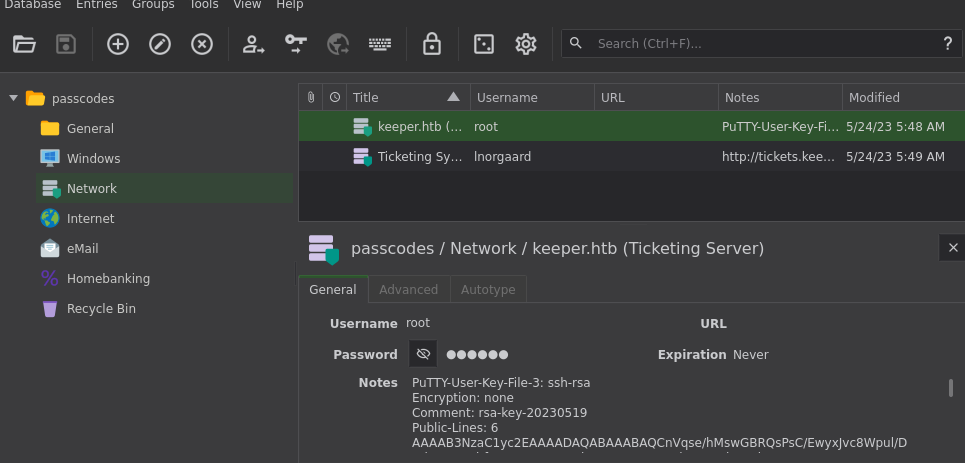 Database Entries Groups Tools View Help
Search (Ctrl+F)... ?
passcodes
General
Windows
Network
Internet
eMail
Homebanking
Recycle Bin
Title Username URL Notes Modified
keeper.htb (... root PuTTY-User-Key-Fi... 5/24/23 5:48 AM
Ticketing Sy... lnorgaard http://tickets.kee... 5/24/23 5:49 AM
passcodes / Network / keeper.htb (Ticketing Server)
General Advanced Autotype
Username root URL
Password ●●●●●● Expiration Never
Notes PuTTY-User-Key-File-3: ssh-rsa
Encryption: none
Comment: rsa-key-20230519
Public-Lines: 6
AAAAB3NzaC1yc2EAAAADAQABAAABAQCnVqse/hMswGBRQsPsC/EwyxJvc8Wpul/D